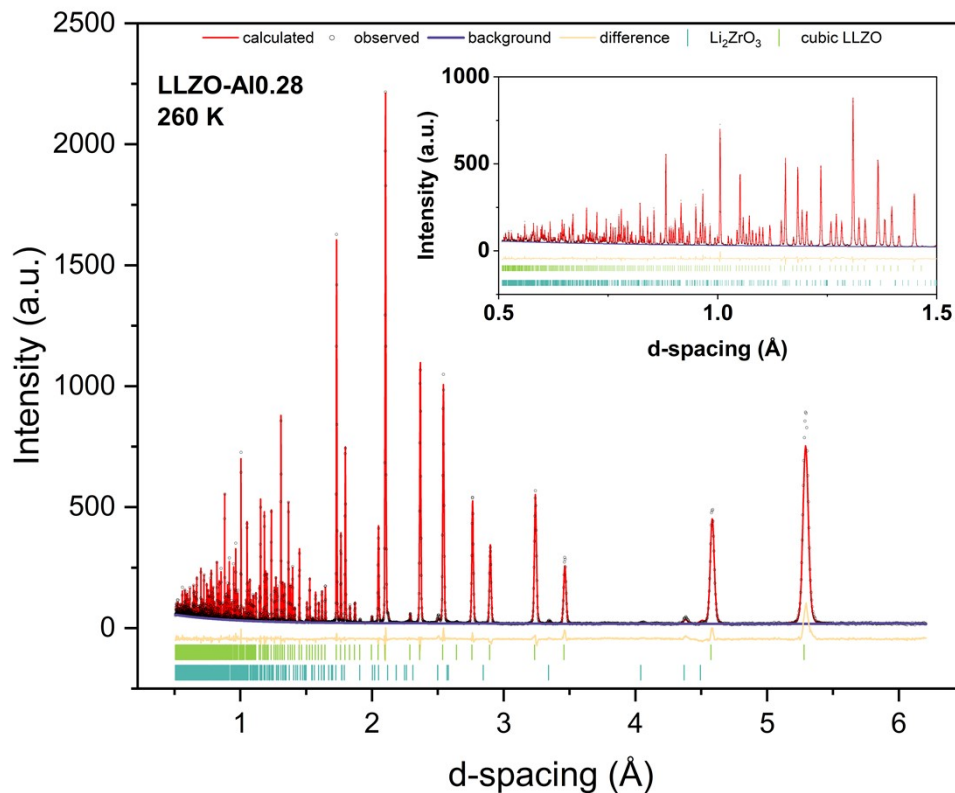 2500
calculated observed background difference Li₂ZrO₃ cubic LLZO
LLZO-Al0.28
260 K
2000
1500
1000
500
0
Intensity (a.u.)
1 2 3 4 5 6
d-spacing (Å)
1000
500
0
Intensity (a.u.)
0.5 1.0 1.5
d-spacing (Å)